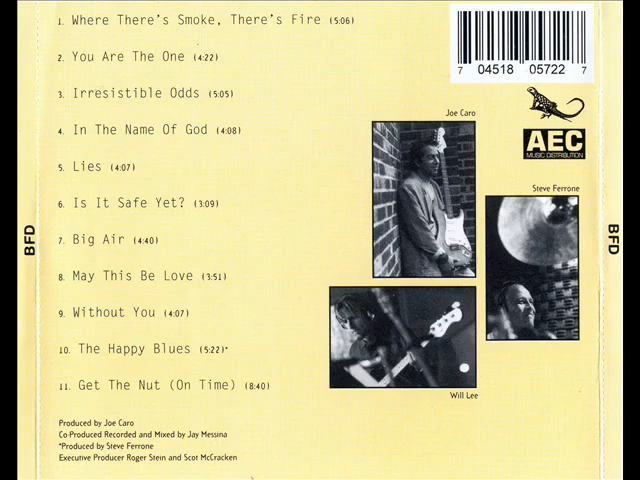 1. Where There's Smoke, There's Fire (5:06)
2. You Are The One (4:22)
3. Irresistible Odds (5:05)
4. In The Name Of God (4:08)
5. Lies (4:07)
6. Is It Safe Yet? (3:09)
7. Big Air (4:40)
8. May This Be Love (3:51)
9. Without You (4:07)
10. The Happy Blues (5:22)*
11. Get The Nut (On Time) (8:40)
Produced by Joe Caro
Co-Produced Recorded and Mixed by Jay Messina
*Produced by Steve Ferrone
Executive Producer Roger Stein and Scot McCracken
BFD
7 04518 05722 7
AEC
MUSIC DISTRIBUTION
Joe Caro
Steve Ferrone
Will Lee
BFD